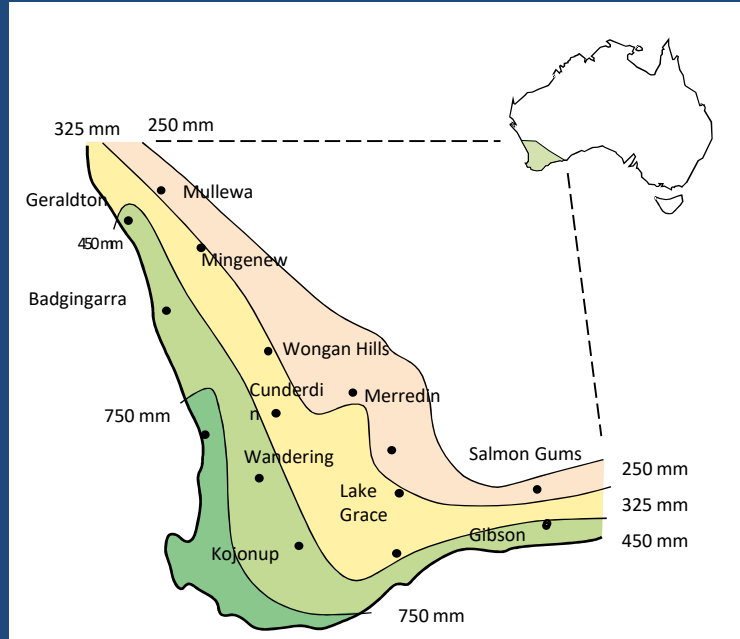 325 mm
250 mm
Mullewa
Geraldton
Mingenew
Badgingarra
Wongan Hills
Cunderdi
n
Merredin
750 mm
Wandering
Salmon Gums
250 mm
Lake
Grace
325 mm
Gibson
450 mm
Kojonup
750 mm